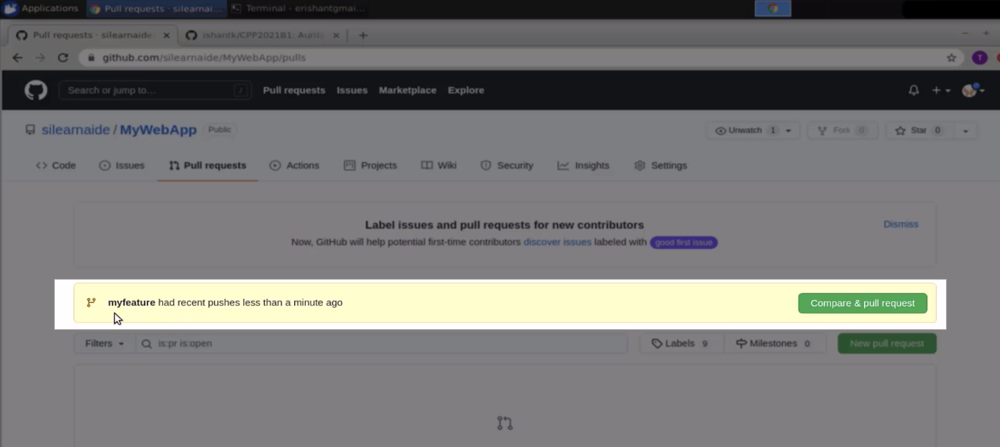 Applications Pull requests · sileamai... Terminal - erishantgmai...
Pull requests · silearnaide ishantk/CPP2021B1: Auri
github.com/silearnaide/MyWebApp/pulls T
Search or jump to... / Pull requests Issues Marketplace Explore
silearnaide / MyWebApp Public Unwatch 1 Fork 0 Star 0
<> Code Issues Pull requests Actions Projects Wiki Security Insights Settings
Label issues and pull requests for new contributors Dismiss
Now, GitHub will help potential first-time contributors discover issues labeled with good first issue
myfeature had recent pushes less than a minute ago Compare & pull request
Filters is:pr is:open Labels 9 Milestones 0 New pull request